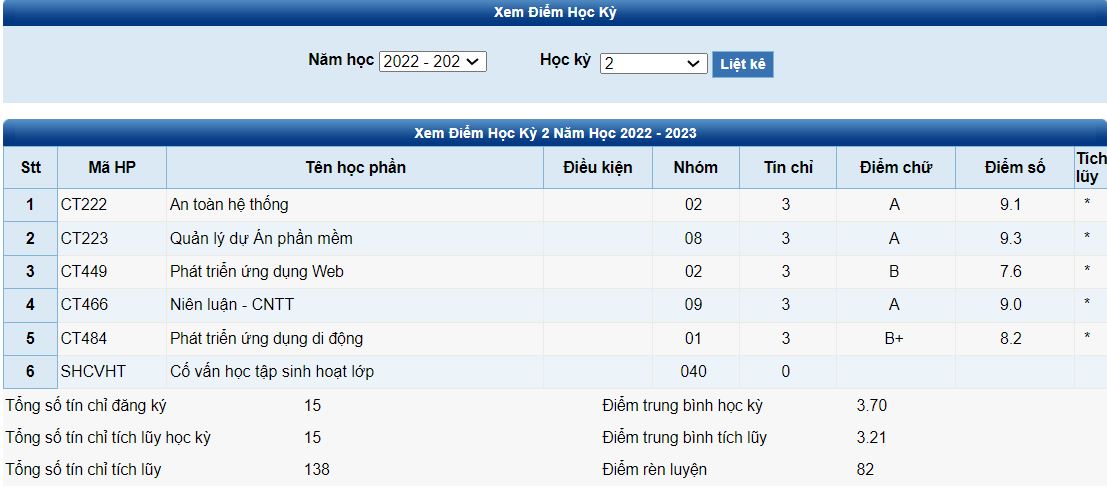 Xem Điểm Học Kỳ
Năm học 2022 - 202 Học kỳ 2 Liệt kê
Xem Điểm Học Kỳ 2 Năm Học 2022 - 2023
Stt Mã HP Tên học phần Điều kiện Nhóm Tin chỉ Điểm chữ Điểm số Tích lũy
1 CT222 An toàn hệ thống 02 3 A 9.1 *
2 CT223 Quản lý dự Án phần mềm 08 3 A 9.3 *
3 CT449 Phát triển ứng dụng Web 02 3 B 7.6 *
4 CT466 Niên luận - CNTT 09 3 A 9.0 *
5 CT484 Phát triển ứng dụng di động 01 3 B+ 8.2 *
6 SHCVHT Cố vấn học tập sinh hoạt lớp 040 0
Tổng số tín chỉ đăng ký 15 Điểm trung bình học kỳ 3.70
Tổng số tín chỉ tích lũy học kỳ 15 Điểm trung bình tích lũy 3.21
Tổng số tín chỉ tích lũy 138 Điểm rèn luyện 82